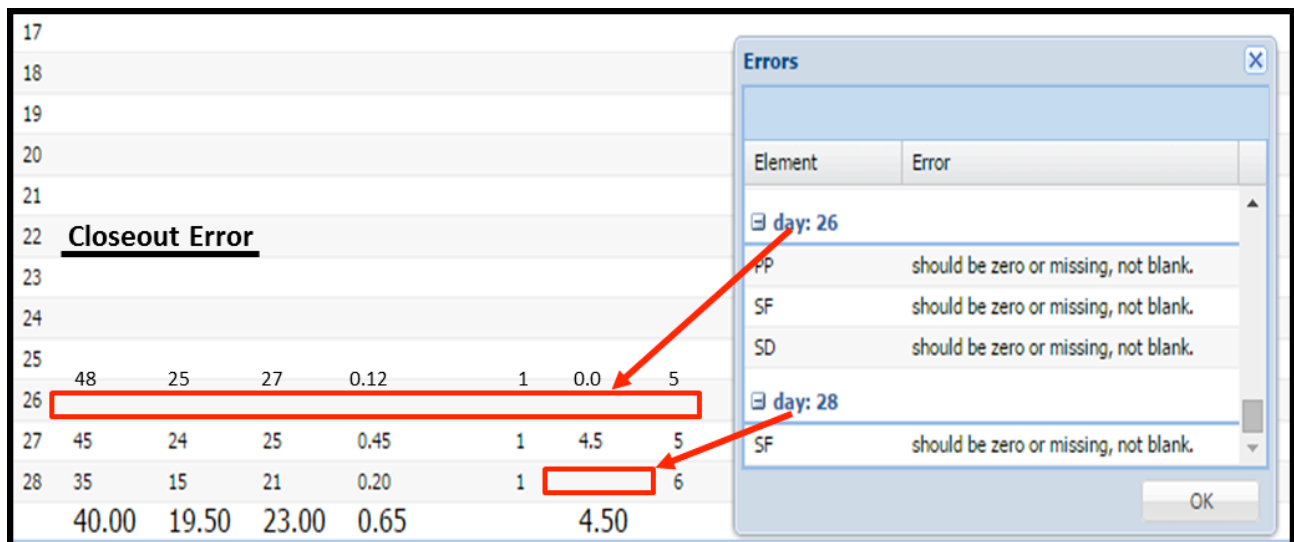 17
18
19
20
21
22 Closeout Error
23
24
25
48 25 27 0.12 1 0.0 5
26
27 45 24 25 0.45 1 4.5 5
28 35 15 21 0.20 1 6
40.00 19.50 23.00 0.65 4.50
Errors
Element Error
day: 26
PP should be zero or missing, not blank.
SF should be zero or missing, not blank.
SD should be zero or missing, not blank.
day: 28
SF should be zero or missing, not blank.
OK